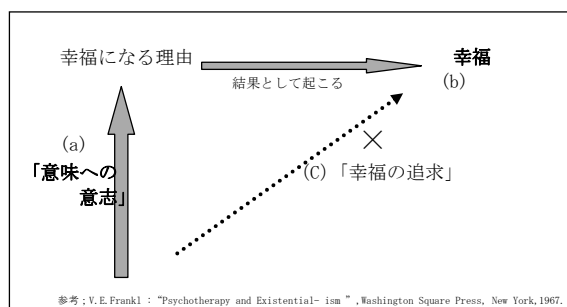 幸福になる理由
幸福
結果として起こる
(b)
(a)
「意味への
意志」
×
(C) 「幸福の追求」
参考；V.E.Frankl ：“Psychotherapy and Existential- ism ”,Washington Square Press, New York,1967.